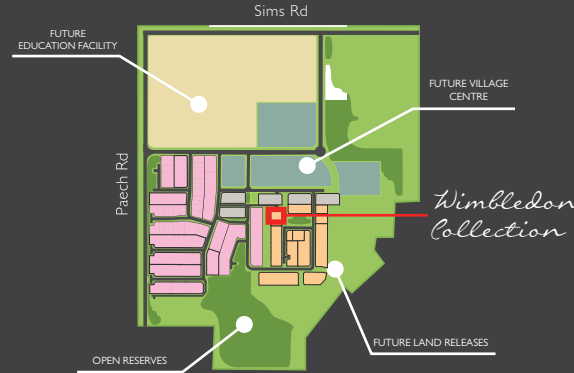 Sims Rd
FUTURE
EDUCATION FACILITY
FUTURE VILLAGE
CENTRE
Paech Rd
Wimbledon
Collection
FUTURE LAND RELEASES
OPEN RESERVES